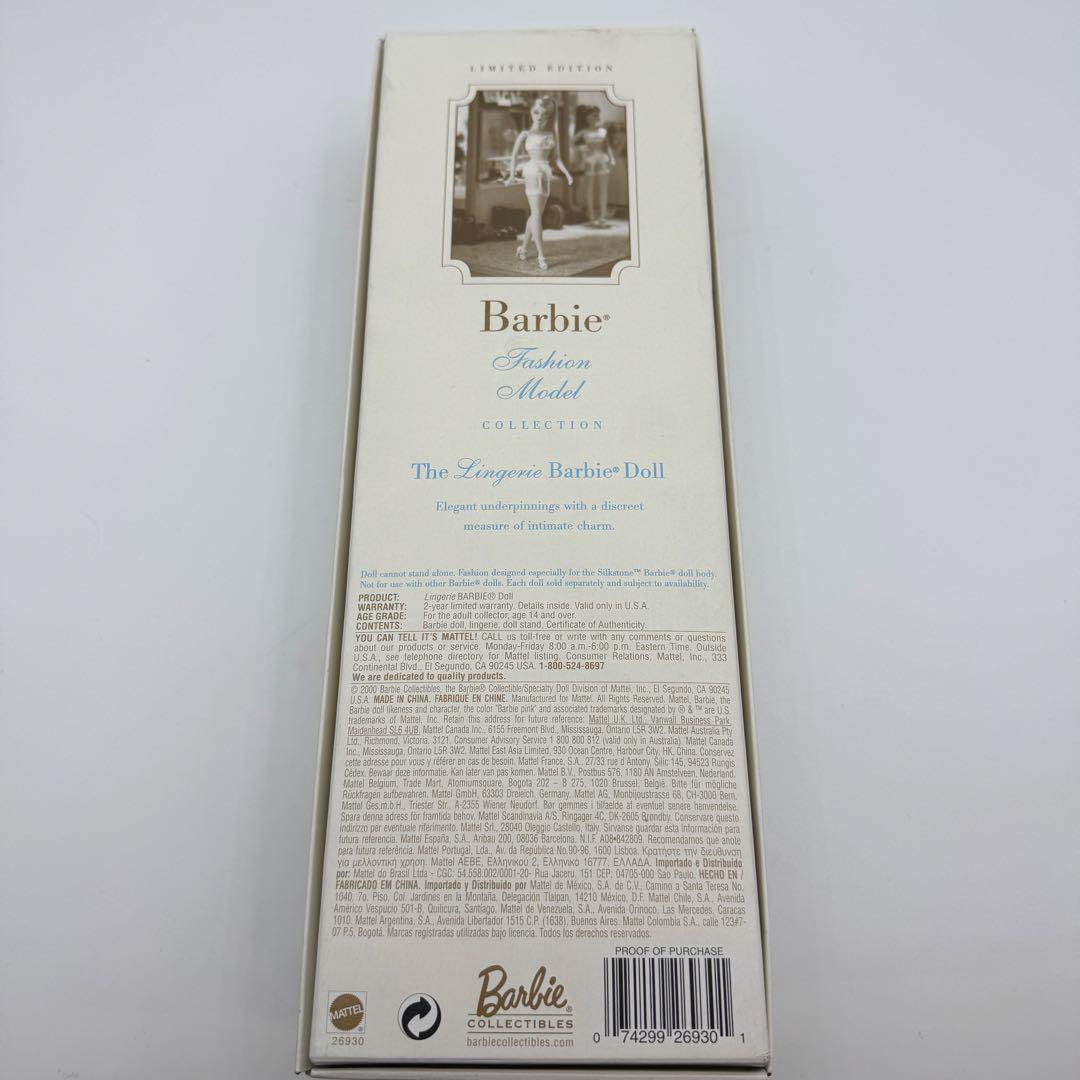 LIMITED EDITION
Barbie®
Fashion
Model
COLLECTION
The Lingerie Barbie® Doll
Elegant underpinnings with a discreet
measure of intimate charm.
Doll cannot stand alone. Fashion designed especially for the Silkstone™ Barbie® doll body.
Not for use with other Barbie® dolls. Each doll sold separately and subject to availability.
PRODUCT: Lingerie BARBIE® Doll
WARRANTY: 2-year limited warranty. Details inside. Valid only in U.S.A.
AGE GRADE: For the adult collector, age 14 and over.
CONTENTS: Barbie doll, lingerie, doll stand, Certificate of Authenticity.
YOU CAN TELL IT'S MATTEL! CALL us toll-free or write with any comments or questions
about our products or service. Monday-Friday 8:00 a.m.-6:00 p.m. Eastern Time. Outside
U.S.A., see telephone directory for Mattel listing. Consumer Relations, Mattel, Inc., 333
Continental Blvd., El Segundo, CA 90245 USA. 1-800-524-8697
We are dedicated to quality products.
© 2000 Barbie Collectibles, the Barbie® Collectible/Specialty Doll Division of Mattel, Inc., El Segundo, CA 90245
U.S.A. MADE IN CHINA. FABRIQUÉ EN CHINE. Manufactured for Mattel. All Rights Reserved. Mattel, Barbie, the
Barbie doll likeness and character, the color "Barbie pink" and associated trademarks designated by ® & ™ are U.S.
trademarks of Mattel, Inc. Retain this address for future reference: Mattel U.K. Ltd., Vanwall Business Park,
Maidenhead SL6 4UB. Mattel Canada Inc., 6155 Freemont Blvd., Mississauga, Ontario L5R 3W2. Mattel Australia Pty
Ltd., Richmond, Victoria. 3121. Consumer Advisory Service 1 800 800 812 (valid only in Australia). Mattel Canada
Inc., Mississauga, Ontario L5R 3W2. Mattel East Asia Limited, 930 Ocean Centre, Harbour City, HK, China. Conservez
cette adresse pour vous y référer en cas de besoin. Mattel France, S.A., 27/33 rue d'Antony, Silic 145, 94523 Rungis
Cédex. Bewaar deze informatie. Kan later van pas komen. Mattel B.V., Postbus 576, 1180 AN Amstelveen, Nederland.
Mattel Belgium, Trade Mart, Atomiumsquare, Bogota 202 – B 275, 1020 Brussel, België. Bitte für mögliche
Rückfragen aufbewahren. Mattel GmbH, 63303 Dreieich, Germany. Mattel AG, Monbijoustrasse 68, CH-3000 Bern.
Mattel Ges.m.b.H., Triester Str., A-2355 Wiener Neudorf. Bør gemmes i tilfaelde af eventuel senere henvendelse.
Spara denna adress för framtida behov. Mattel Scandinavia A/S, Ringager 4C, DK-2605 Brøndby. Conservare questo
indirizzo per eventuale riferimento. Mattel Srl., 28040 Oleggio Castello, Italy. Sirvanse guardar esta información para
futura referencia. Mattel España, S.A., Aribau 200, 08036 Barcelona. N.I.F. A08•842809. Recomendamos que anote
para futura referência. Mattel Portugal, Lda., Av. da República No.90-96, 1600 Lisboa. Κρατηστε την διεύθυνση
για μελλοντική χρήση. Mattel AEBE, Ελληνικού 2, Ελληνικό 16777. ΕΛΛΑΔΑ. Importado e Distribuido
por: Mattel do Brasil Ltda - CGC: 54.558.002/0001-20- Rua Jaceru, 151 CEP: 04705-000 Sao Paulo. HECHO EN /
FABRICADO EM CHINA. Importado y Distribuido por Mattel de México, S.A. de C.V., Camino a Santa Teresa No.
1040, 7o. Piso, Col. Jardines en la Montaña, Delegación Tlalpan, 14210 México, D.F. Mattel Chile, S.A., Avenida
Américo Vespucio 501-B, Quilicura, Santiago. Mattel de Venezuela, S.A., Avenida Orinoco, Las Mercedes, Caracas
1010. Mattel Argentina, S.A., Avenida Libertador 1515 C.P. (1638), Buenos Aires. Mattel Colombia S.A., calle 123#7-
07 P.5, Bogotá. Marcas registradas utilizadas bajo licencia. Todos los derechos reservados.
PROOF OF PURCHASE
MATTEL
®
26930
Barbie®
COLLECTIBLES
barbiecollectibles.com
0 74299 26930 1